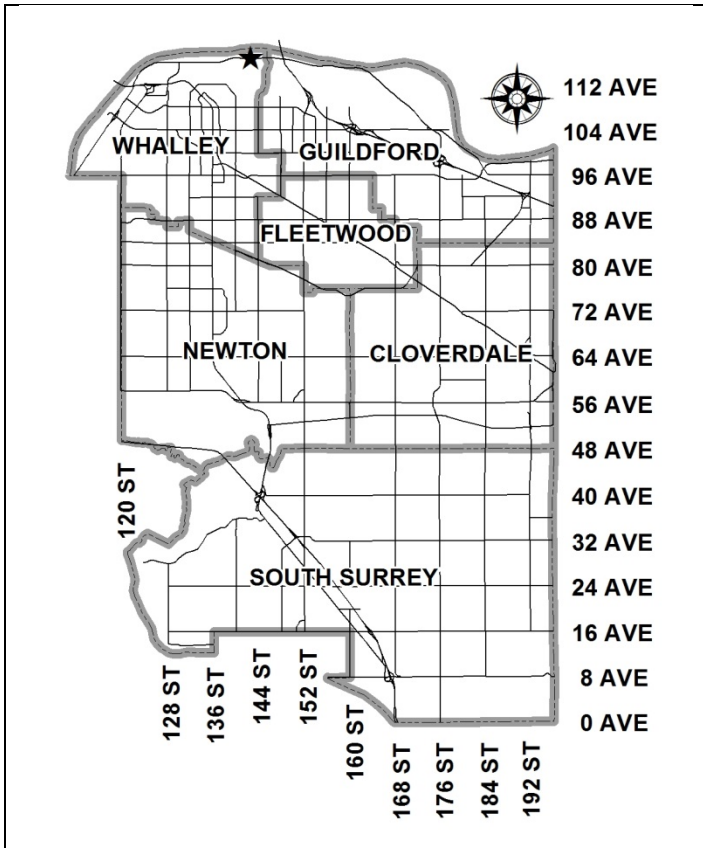 112 AVE
104 AVE
WHALLEY
GUILDFORD
96 AVE
88 AVE
FLEETWOOD
80 AVE
72 AVE
NEWTON
CLOVERDALE
64 AVE
56 AVE
48 AVE
120 ST
40 AVE
32 AVE
SOUTH SURREY
24 AVE
16 AVE
128 ST
136 ST
144 ST
152 ST
160 ST
168 ST
176 ST
184 ST
192 ST
8 AVE
0 AVE